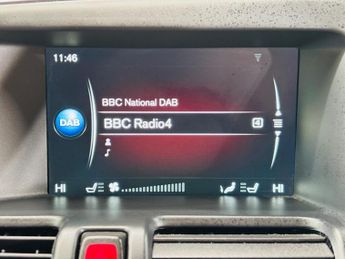 11:46
BBC National DAB
DAB
BBC Radio4
4
HI
HI